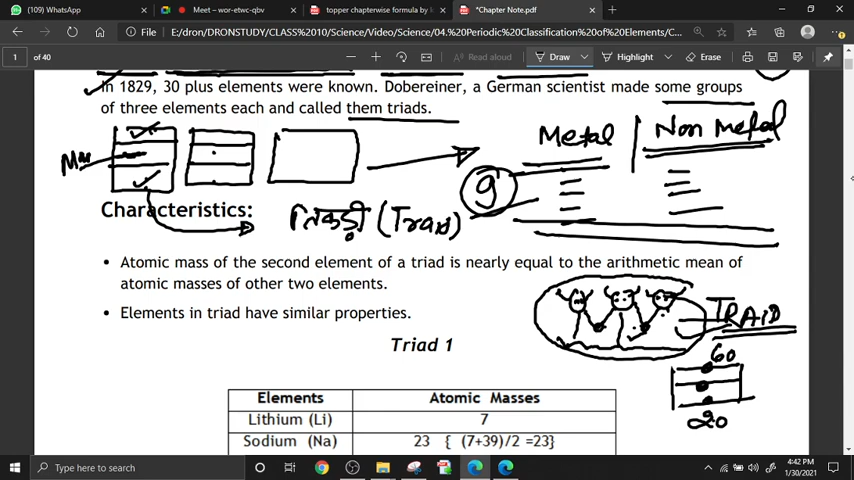 (1) WhatsApp
Meet – wor-etwc-qbv
topper chapterwise formula by k
*Chapter Note.pdf
File
E:/dron/DRONSTUDY/CLASS%2010/Science/Video/Science/04.%20Periodic%20Classification%20of%20Elements/C...
1 of 40
Read aloud
Draw
Highlight
Erase
In 1829, 30 plus elements were known. Dobereiner, a German scientist made some groups
of three elements each and called them triads.
Metal
Non Metal
9
Characteristics:
तिकड़ी (Traid)
• Atomic mass of the second element of a triad is nearly equal to the arithmetic mean of
atomic masses of other two elements.
• Elements in triad have similar properties.
TRAID
Triad 1
60
20
Elements Atomic Masses
Lithium (Li) 7
Sodium (Na) 23 { (7+39)/2 =23}
Type here to search
4:42 PM
1/30/2021